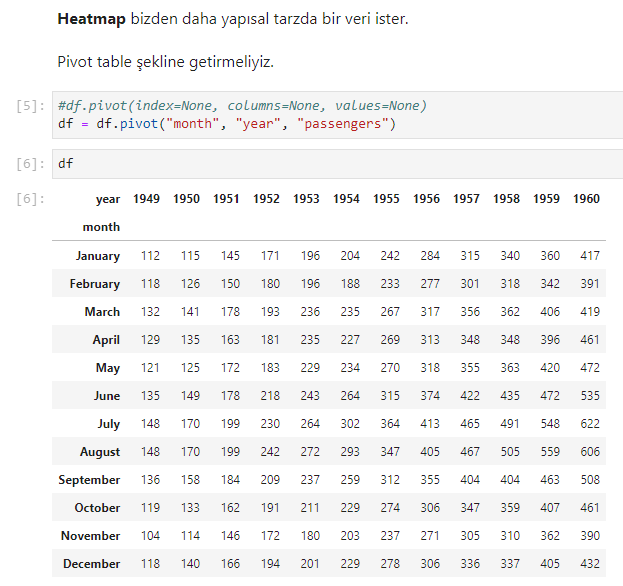 Heatmap bizden daha yapısal tarzda bir veri ister.
Pivot table şekline getirmeliyiz.
[5]: #df.pivot(index=None, columns=None, values=None)
df = df.pivot("month", "year", "passengers")
[6]: df
[6]: year 1949 1950 1951 1952 1953 1954 1955 1956 1957 1958 1959 1960
month
January 112 115 145 171 196 204 242 284 315 340 360 417
February 118 126 150 180 196 188 233 277 301 318 342 391
March 132 141 178 193 236 235 267 317 356 362 406 419
April 129 135 163 181 235 227 269 313 348 348 396 461
May 121 125 172 183 229 234 270 318 355 363 420 472
June 135 149 178 218 243 264 315 374 422 435 472 535
July 148 170 199 230 264 302 364 413 465 491 548 622
August 148 170 199 242 272 293 347 405 467 505 559 606
September 136 158 184 209 237 259 312 355 404 404 463 508
October 119 133 162 191 211 229 274 306 347 359 407 461
November 104 114 146 172 180 203 237 271 305 310 362 390
December 118 140 166 194 201 229 278 306 336 337 405 432